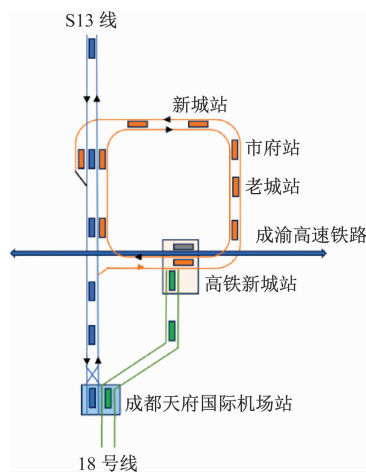 S13 线
新城站
市府站
老城站
成渝高速铁路
高铁新城站
成都天府国际机场站
18 号线